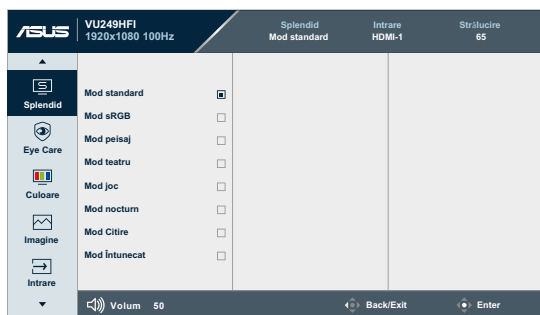 ASUS
VU249HFI
1920x1080 100Hz
Splendid
Mod standard
Intrare
HDMI-1
Strălucire
65
Splendid
Eye Care
Culoare
Imagine
Intrare
Mod standard
Mod sRGB
Mod peisaj
Mod teatru
Mod joc
Mod nocturn
Mod Citire
Mod Întunecat
Volum 50
Back/Exit
Enter